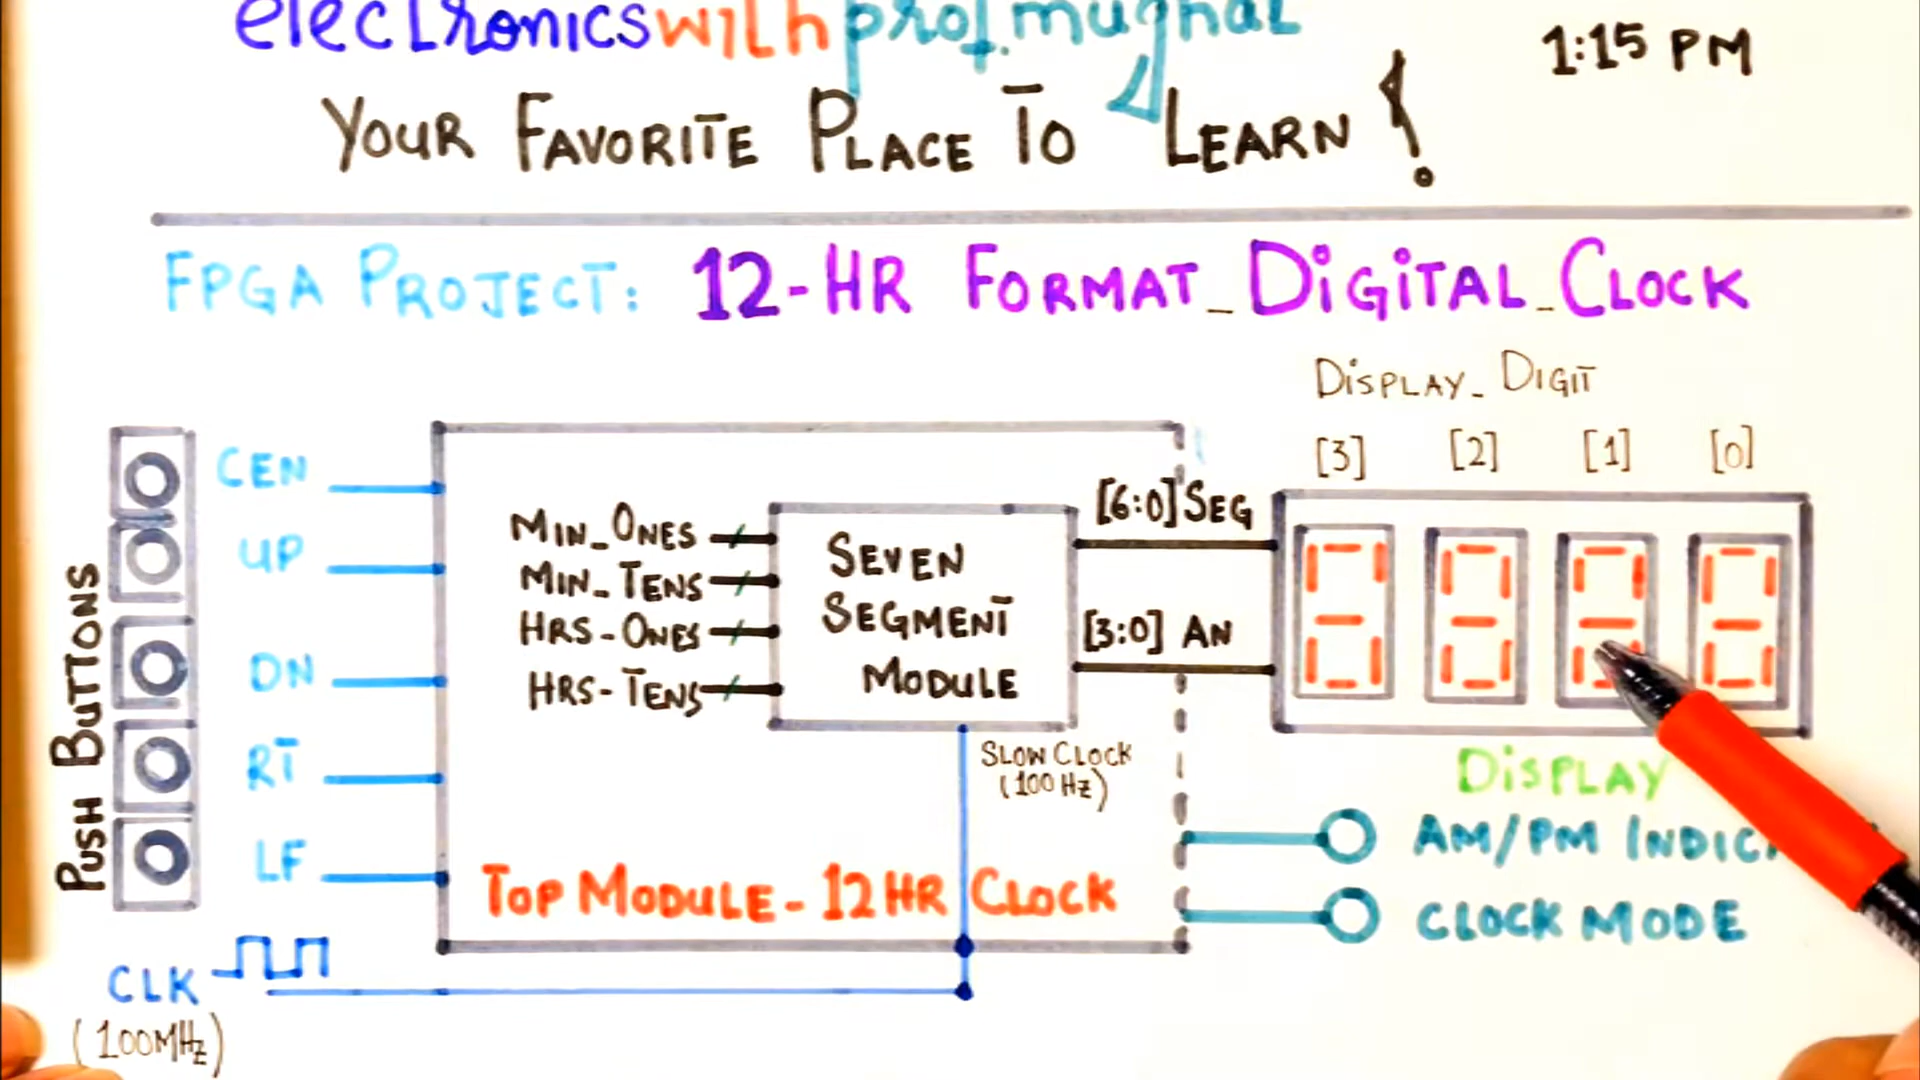 electronicswithprof.mughal
1:15 PM
YOUR FAVORITE PLACE TO LEARN !
FPGA PROJECT: 12-HR FORMAT_DIGITAL_CLOCK
DISPLAY_DIGIT
[3] [2] [1] [0]
PUSH BUTTONS
CEN
UP
DN
RT
LF
MIN_ONES
MIN_TENS
HRS-ONES
HRS-TENS
SEVEN
SEGMENT
MODULE
[6:0] SEG
[3:0] AN
SLOW CLOCK
(100 Hz)
DISPLAY
AM/PM
CLOCK MODE
TOP MODULE - 12 HR CLOCK
CLK
(100MHz)